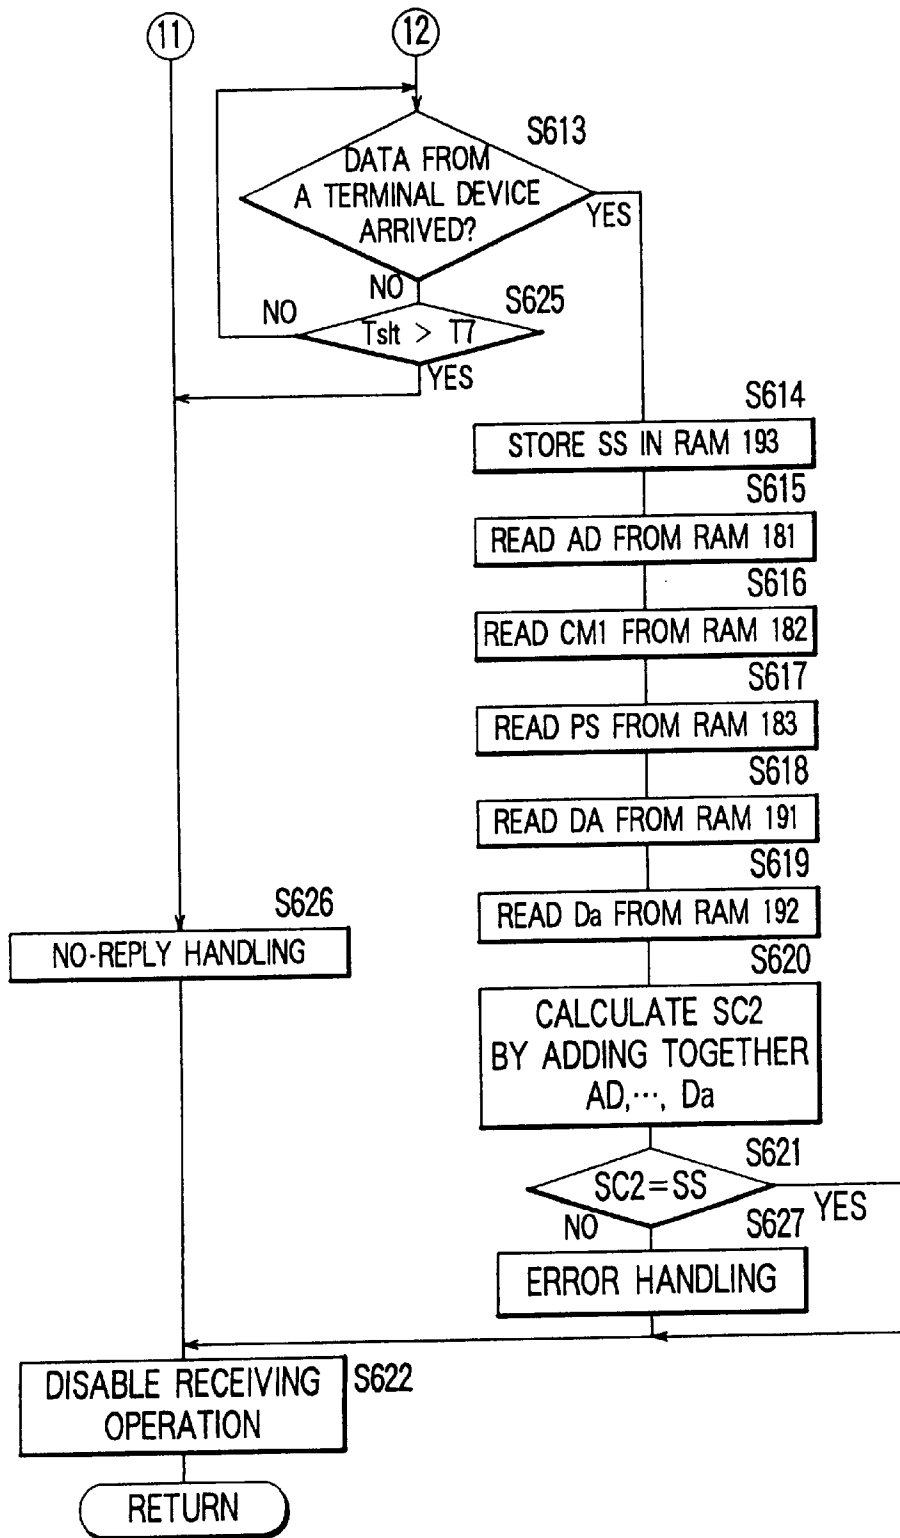 11
12
S613
DATA FROM
A TERMINAL DEVICE
ARRIVED?
YES
NO
S625
NO
Tslt > T7
YES
S614
STORE SS IN RAM 193
S615
READ AD FROM RAM 181
S616
READ CM1 FROM RAM 182
S617
READ PS FROM RAM 183
S618
READ DA FROM RAM 191
S619
READ Da FROM RAM 192
S626
NO-REPLY HANDLING
S620
CALCULATE SC2
BY ADDING TOGETHER
AD,···, Da
S621
SC2=SS
YES
NO
S627
ERROR HANDLING
DISABLE RECEIVING
OPERATION
S622
RETURN